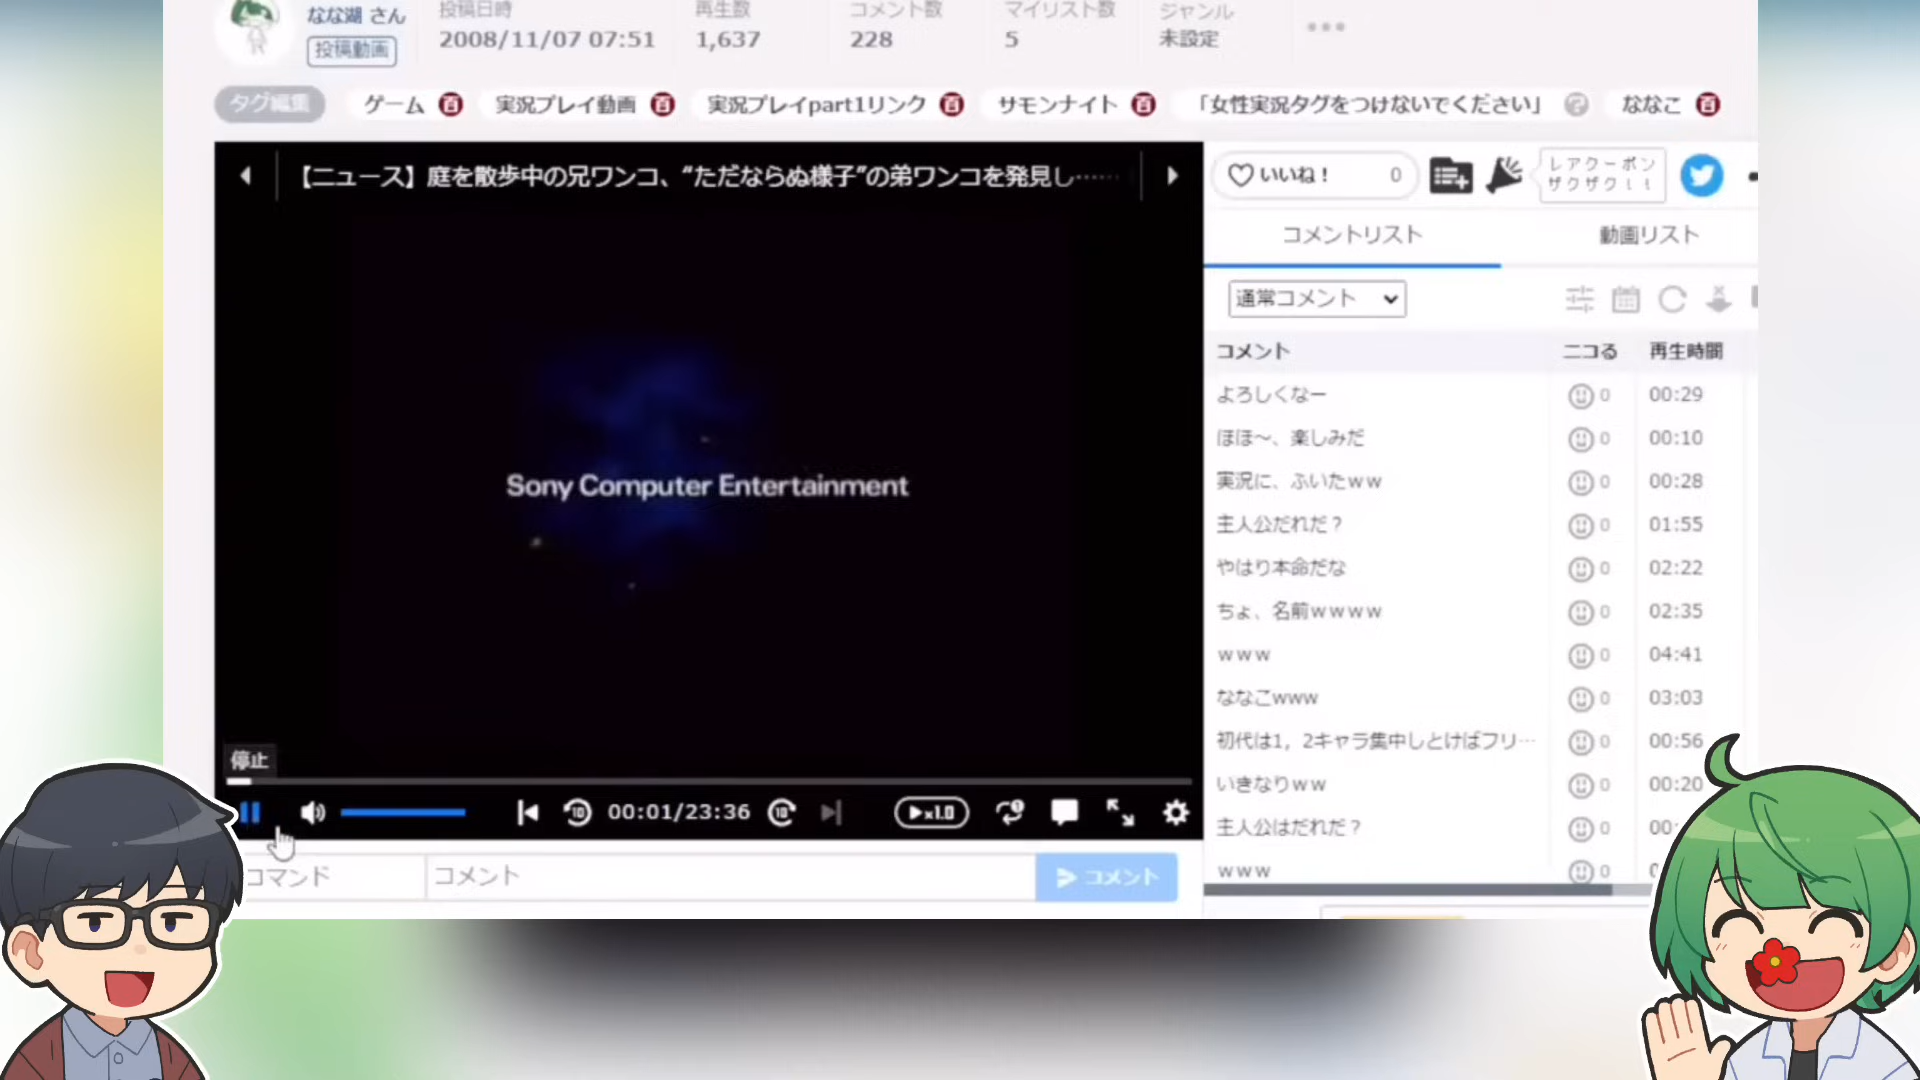 なな湖 さん
投稿動画
投稿日時
2008/11/07 07:51
再生数
1,637
コメント数
228
マイリスト数
5
ジャンル
未設定
タグ編集
ゲーム 百
実況プレイ動画 百
実況プレイpart1リンク 百
サモンナイト 百
「女性実況タグをつけないでください」 ?
ななこ 百
【ニュース】庭を散歩中の兄ワンコ、“ただならぬ様子”の弟ワンコを発見し……
Sony Computer Entertainment
停止
10
00:01/23:36
10
x1.0
コマンド
コメント
コメント
いいね！ 0
レアクーポン
ザクザク！！
コメントリスト
動画リスト
通常コメント
コメント ニコる 再生時間
よろしくなー 0 00:29
ほほ～、楽しみだ 0 00:10
実況に、ふいたｗｗ 0 00:28
主人公だれだ？ 0 01:55
やはり本命だな 0 02:22
ちょ、名前ｗｗｗｗ 0 02:35
ｗｗｗ 0 04:41
ななこwww 0 03:03
初代は1，2キャラ集中しとけばフリ… 0 00:56
いきなりｗｗ 0 00:20
主人公はだれだ？ 0
ｗｗｗ 0